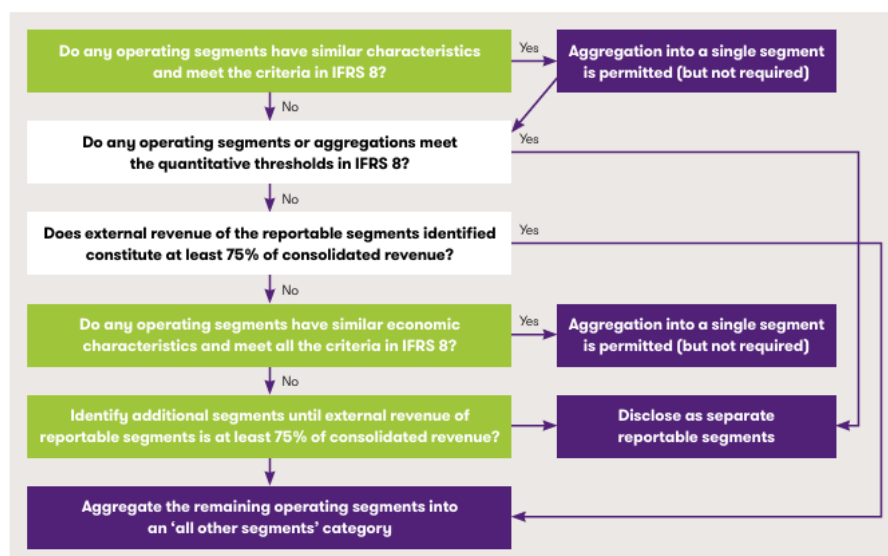 Do any operating segments have similar characteristics
and meet the criteria in IFRS 8?
Yes
Aggregation into a single segment
is permitted (but not required)
No
Do any operating segments or aggregations meet
the quantitative thresholds in IFRS 8?
Yes
No
Does external revenue of the reportable segments identified
constitute at least 75% of consolidated revenue?
Yes
No
Do any operating segments have similar economic
characteristics and meet all the criteria in IFRS 8?
Yes
Aggregation into a single segment
is permitted (but not required)
No
Identify additional segments until external revenue of
reportable segments is at least 75% of consolidated revenue?
Disclose as separate
reportable segments
Aggregate the remaining operating segments into
an ‘all other segments’ category